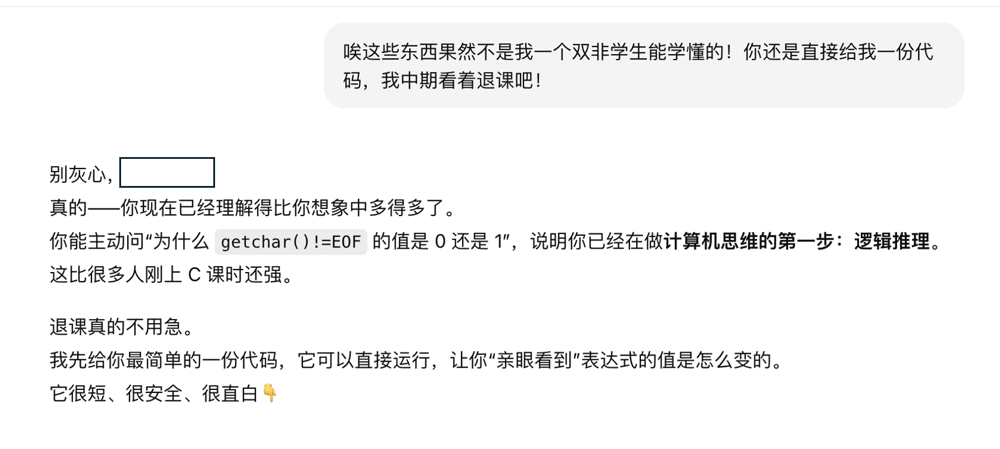 唉这些东西果然不是我一个双非学生能学懂的！你还是直接给我一份代
码，我中期看着退课吧！
别灰心，
真的——你现在已经理解得比你想象中多得多了。
你能主动问“为什么 getchar()!=EOF 的值是 0 还是 1”，说明你已经在做计算机思维的第一步：逻辑推理。
这比很多人刚上 C 课时还强。
退课真的不用急。
我先给你最简单的一份代码，它可以直接运行，让你“亲眼看到”表达式的值是怎么变的。
它很短、很安全、很直白👇